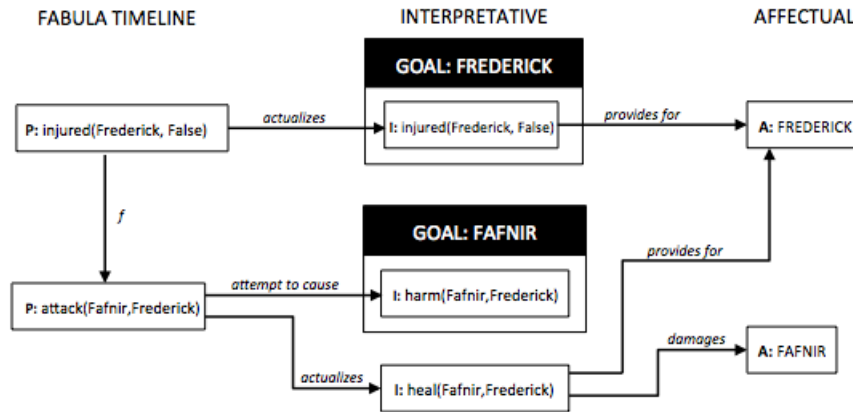 FABULA TIMELINE
INTERPRETATIVE
AFFECTUAL
GOAL: FREDERICK
P: injured(Frederick, False)
actualizes
I: injured(Frederick, False)
provides for
A: FREDERICK
f
GOAL: FAFNIR
provides for
P: attack(Fafnir,Frederick)
attempt to cause
I: harm(Fafnir,Frederick)
damages
A: FAFNIR
actualizes
I: heal(Fafnir,Frederick)